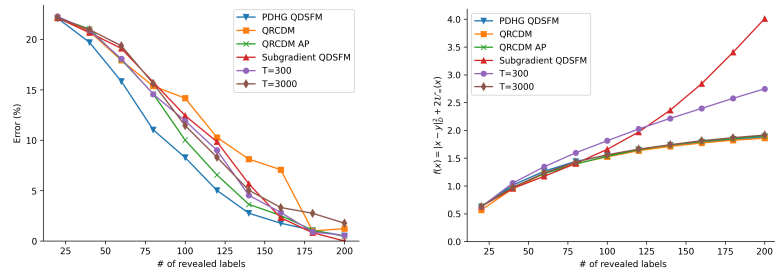 PDHG QDSFM
QRCDM
QRCDM AP
Subgradient QDSFM
T=300
T=3000
20
15
10
5
0
Error (%)
25 50 75 100 125 150 175 200
# of revealed labels
PDHG QDSFM
QRCDM
QRCDM AP
Subgradient QDSFM
T=300
T=3000
4.0
3.5
3.0
2.5
2.0
1.5
1.0
0.5
0.0
25 50 75 100 125 150 175 200
# of revealed labels